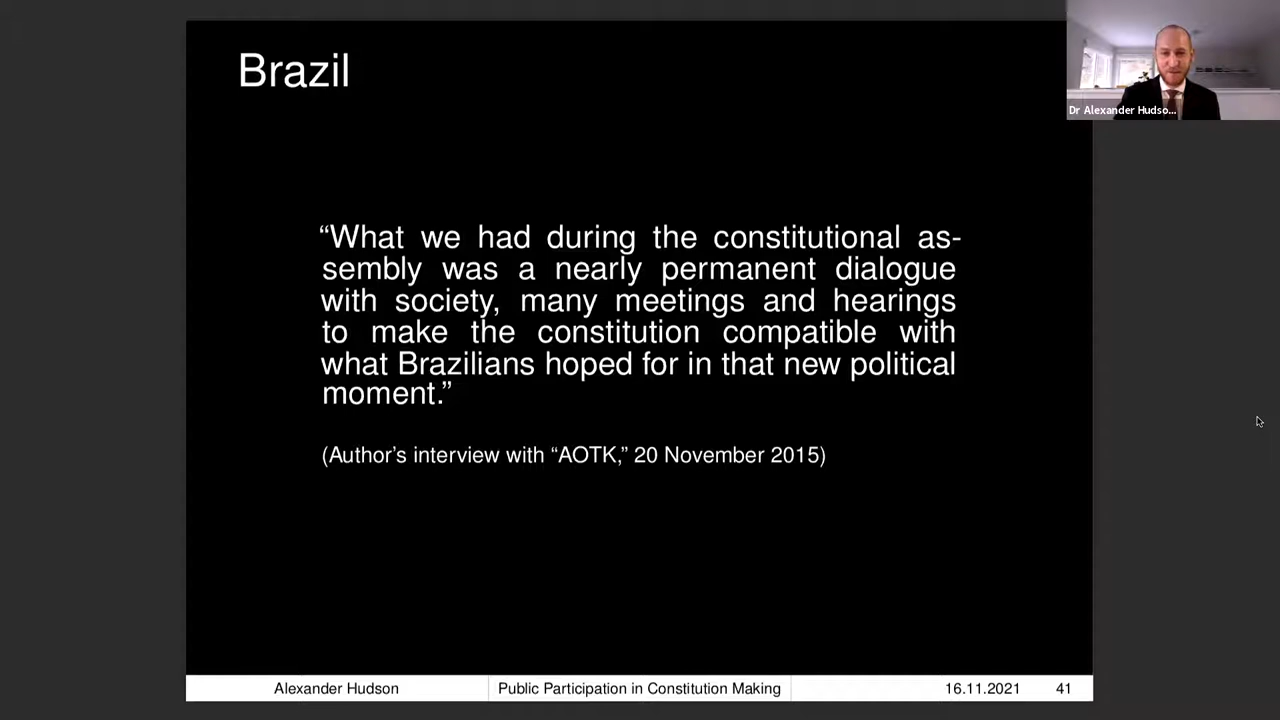 Brazil
Dr Alexander Hudso...
“What we had during the constitutional as-
sembly was a nearly permanent dialogue
with society, many meetings and hearings
to make the constitution compatible with
what Brazilians hoped for in that new political
moment.”
(Author’s interview with “AOTK,” 20 November 2015)
Alexander Hudson Public Participation in Constitution Making 16.11.2021 41